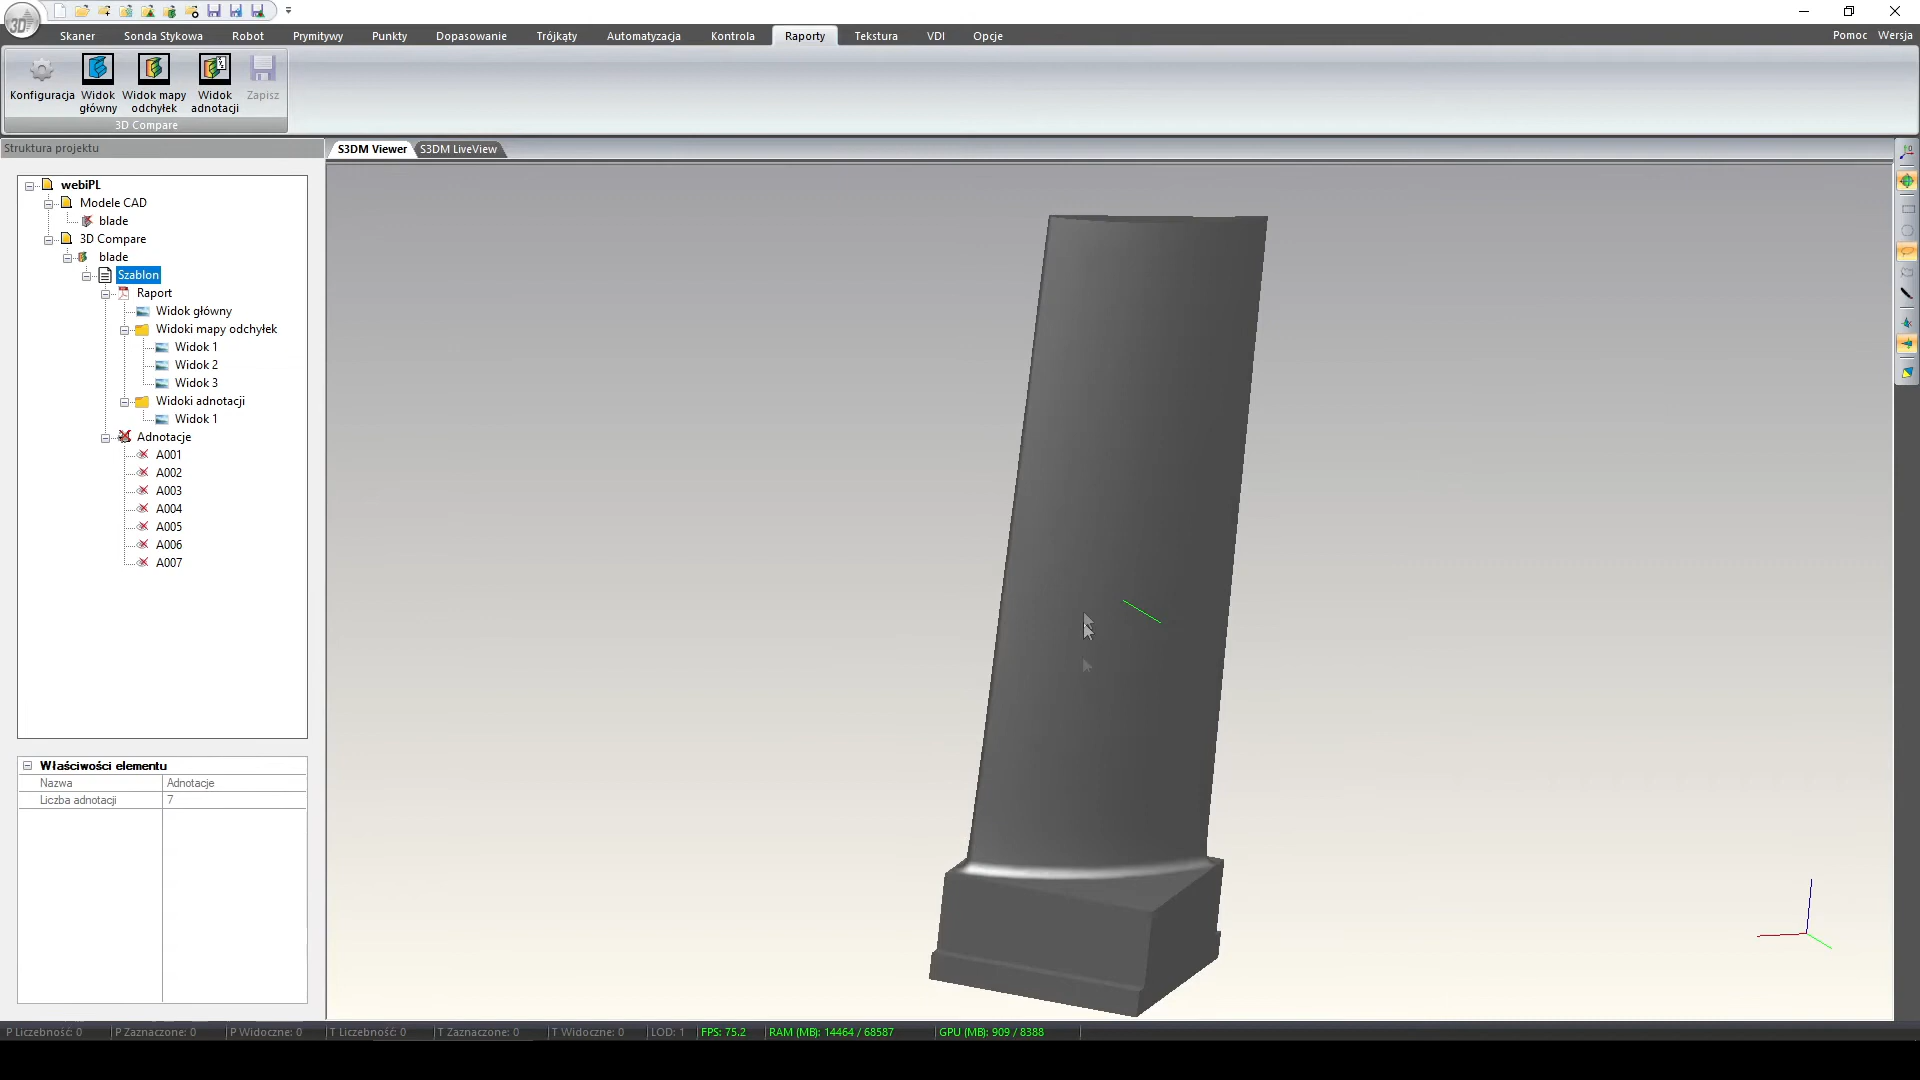 3D
Skaner Sonda Stykowa Robot Prymitywy Punkty Dopasowanie Trójkąty Automatyzacja Kontrola Raporty Tekstura VDI Opcje Pomoc Wersja
Konfiguracja Widok główny Widok mapy odchyłek Widok adnotacji Zapisz
3D Compare
Struktura projektu
S3DM Viewer S3DM LiveView
webiPL
Modele CAD
blade
3D Compare
blade
Szablon
Raport
Widok główny
Widoki mapy odchyłek
Widok 1
Widok 2
Widok 3
Widoki adnotacji
Widok 1
Adnotacje
A001
A002
A003
A004
A005
A006
A007
Właściwości elementu
Nazwa Adnotacje
Liczba adnotacji 7
P Liczebność: 0 P Zaznaczone: 0 P Widoczne: 0 T Liczebność: 0 T Zaznaczone: 0 T Widoczne: 0 LOD: 1 FPS: 75.2 RAM (MB): 14464 / 68587 GPU (MB): 909 / 8388